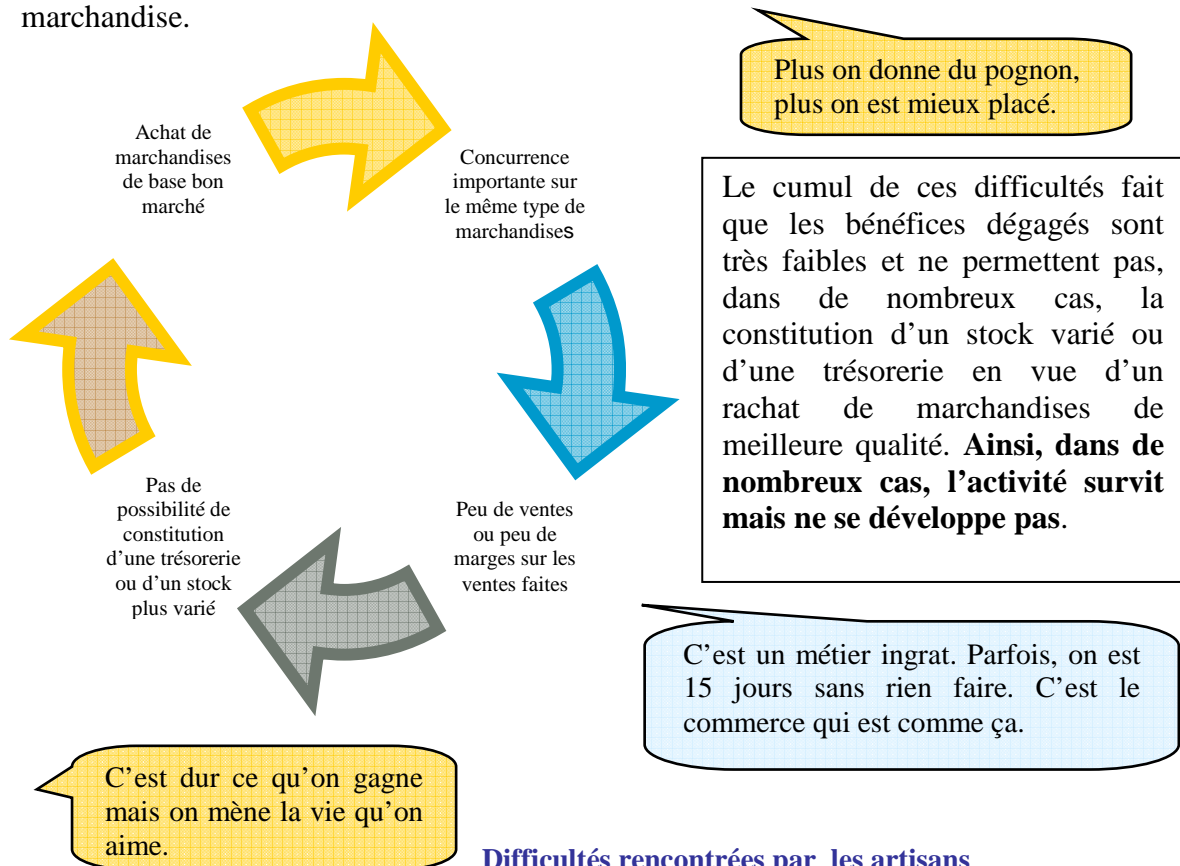 marchandise.
Plus on donne du pognon,
plus on est mieux placé.
Achat de
marchandises
de base bon
marché
Concurrence
importante sur
le même type de
marchandises
Le cumul de ces difficultés fait
que les bénéfices dégagés sont
très faibles et ne permettent pas,
dans de nombreux cas, la
constitution d'un stock varié ou
d'une trésorerie en vue d'un
rachat de marchandises de
meilleure qualité. Ainsi, dans de
nombreux cas, l'activité survit
mais ne se développe pas.
Pas de
possibilité de
constitution
d'une trésorerie
ou d'un stock
plus varié
Peu de ventes
ou peu de
marges sur les
ventes faites
C'est un métier ingrat. Parfois, on est
15 jours sans rien faire. C'est le
commerce qui est comme ça.
C'est dur ce qu'on gagne
mais on mène la vie qu'on
aime.
Difficultés rencontrées par les artisans